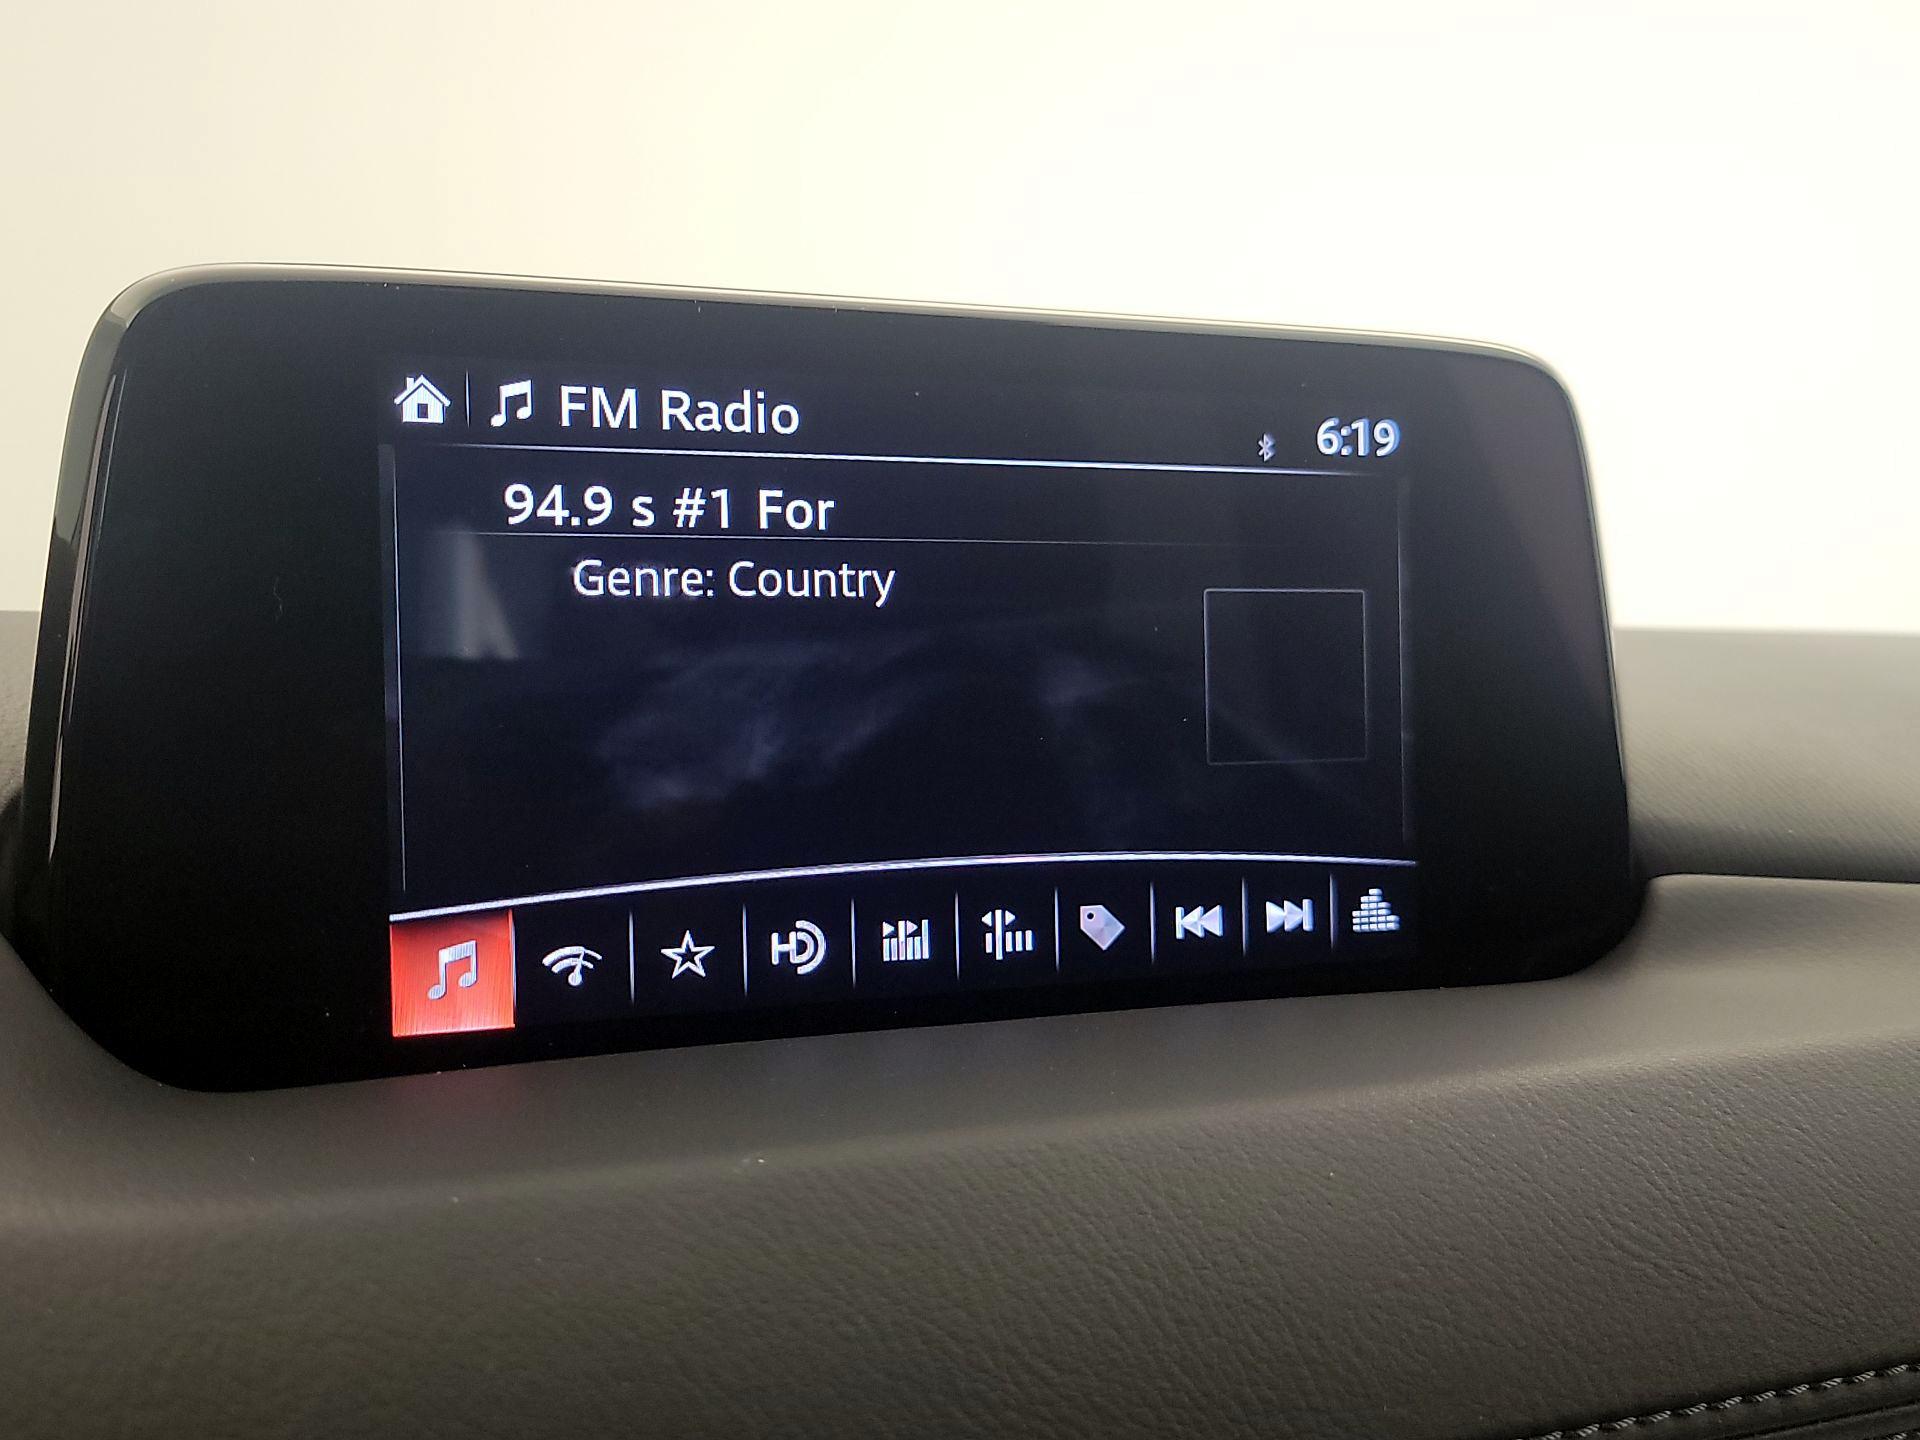 FM Radio
6:19
94.9 s #1 For
Genre: Country
HD